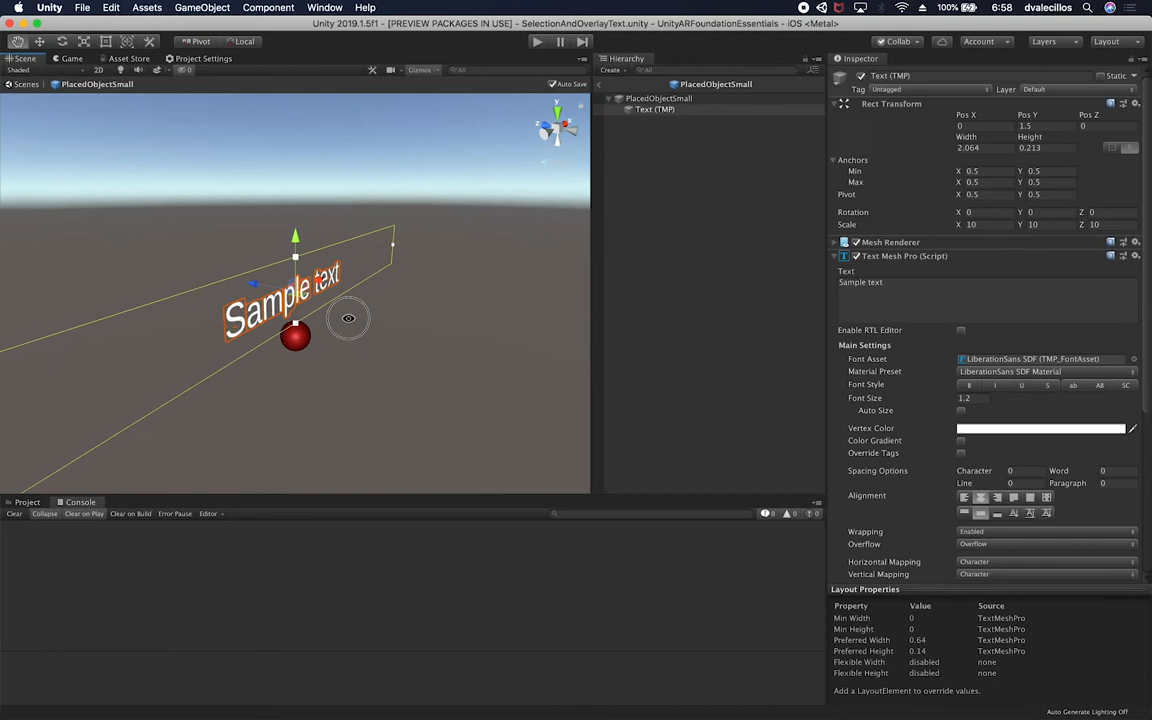 Unity File Edit Assets GameObject Component Window Help 100% 6:58 dvalecillos
Unity 2019.1.5f1 - [PREVIEW PACKAGES IN USE] - SelectionAndOverlayText.unity - UnityARFoundationEssentials - iOS <Metal>
Pivot Local Collab Account Layers Layout
Scene Game Asset Store Project Settings Hierarchy Inspector
Shaded 2D 0 Gizmos All Create All
Scenes PlacedObjectSmall Auto Save PlacedObjectSmall
PlacedObjectSmall
Text (TMP)
y
x
z
Sample text
Text (TMP) Static
Tag Untagged Layer Default
Rect Transform
Pos X Pos Y Pos Z
0 1.5 0
Width Height
2.064 0.213
R
Anchors
Min X 0.5 Y 0.5
Max X 0.5 Y 0.5
Pivot X 0.5 Y 0.5
Rotation X 0 Y 0 Z 0
Scale X 10 Y 10 Z 10
Mesh Renderer
Text Mesh Pro (Script)
Text
Sample text
Enable RTL Editor
Main Settings
Font Asset LiberationSans SDF (TMP_FontAsset)
Material Preset LiberationSans SDF Material
Font Style B I U S ab AB SC
Font Size 1.2
Auto Size
Vertex Color
Color Gradient
Override Tags
Spacing Options Character 0 Word 0
Line 0 Paragraph 0
Alignment
Wrapping Enabled
Overflow Overflow
Horizontal Mapping Character
Vertical Mapping Character
Layout Properties
Property Value Source
Min Width 0 TextMeshPro
Min Height 0 TextMeshPro
Preferred Width 0.64 TextMeshPro
Preferred Height 0.14 TextMeshPro
Flexible Width disabled none
Flexible Height disabled none
Add a LayoutElement to override values.
Project Console
Clear Collapse Clear on Play Clear on Build Error Pause Editor 0 0 0
Auto Generate Lighting Off